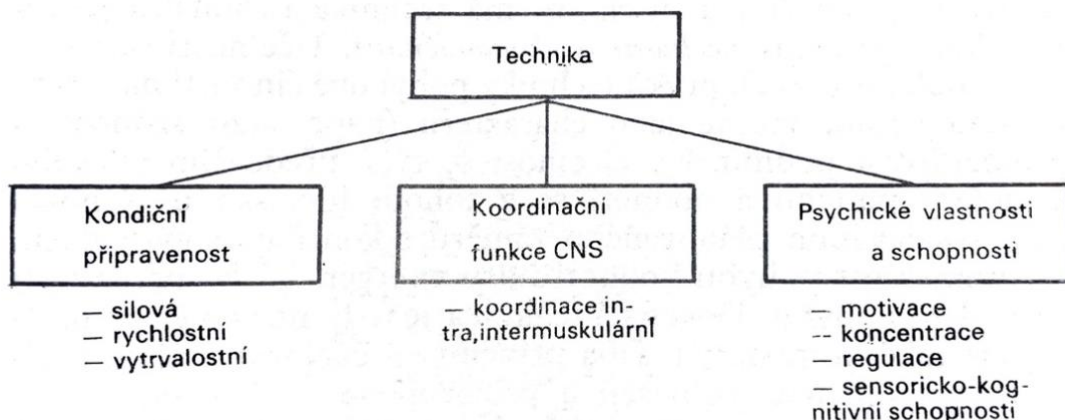 Technika
Kondiční
připravenost
— silová
— rychlostní
— vytrvalostní
Koordinační
funkce CNS
koordinace in-
tra,intermuskulární
Psychické vlastnosti
a schopnosti
— motivace
— koncentrace
— regulace
— sensoricko-kog-
nitivní schopnosti